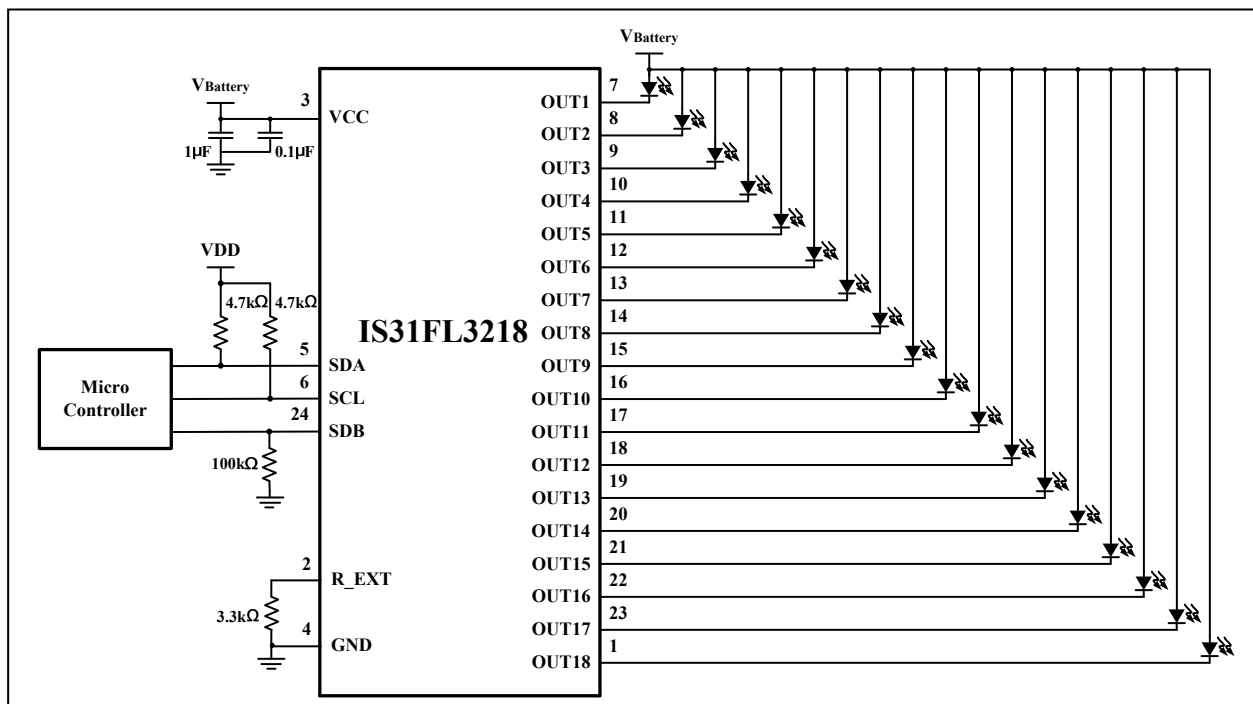 VBattery
VBattery
3
VCC
1μF
0.1μF
VDD
4.7kΩ
4.7kΩ
Micro
Controller
5
SDA
6
SCL
24
SDB
100kΩ
2
R_EXT
3.3kΩ
4
GND
IS31FL3218
7
OUT1
8
OUT2
9
OUT3
10
OUT4
11
OUT5
12
OUT6
13
OUT7
14
OUT8
15
OUT9
16
OUT10
17
OUT11
18
OUT12
19
OUT13
20
OUT14
21
OUT15
22
OUT16
23
OUT17
1
OUT18